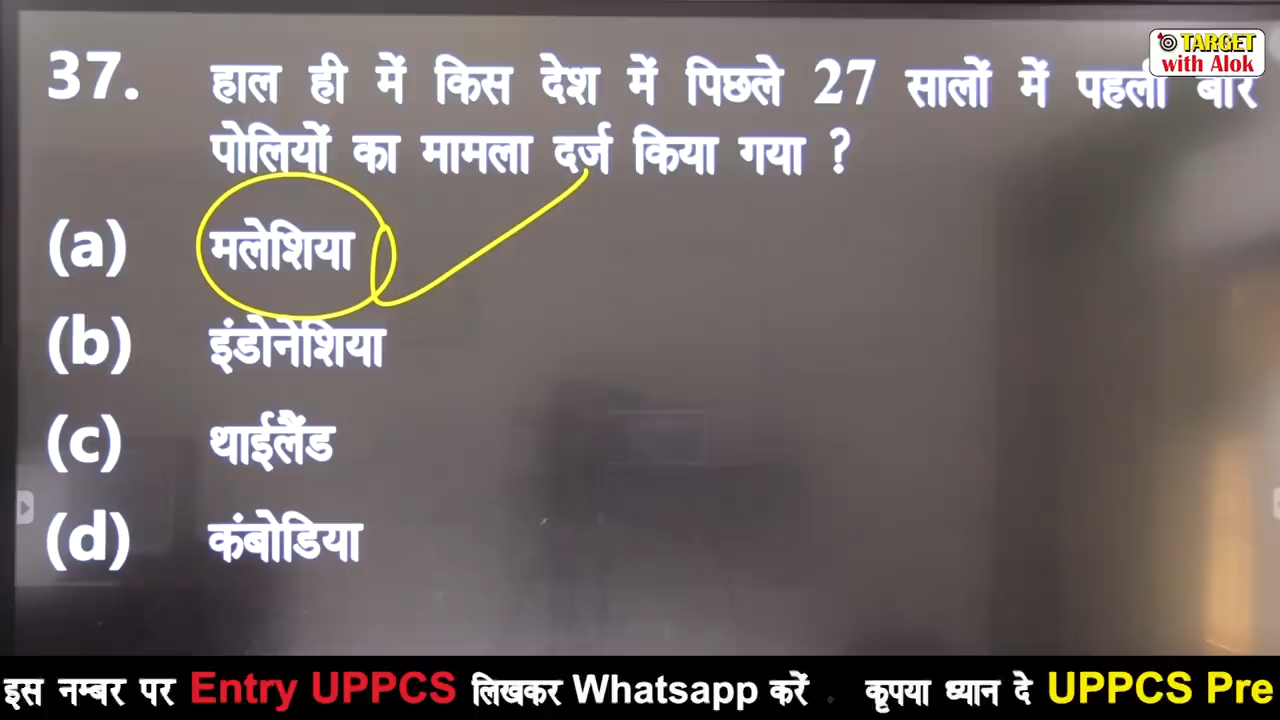 TARGET
with Alok
37. हाल ही में किस देश में पिछले 27 सालों में पहली बार
पोलियों का मामला दर्ज किया गया ?
(a) मलेशिया
(b) इंडोनेशिया
(c) थाईलैंड
(d) कंबोडिया
इस नम्बर पर Entry UPPCS लिखकर Whatsapp करें . कृपया ध्यान दे UPPCS Pre